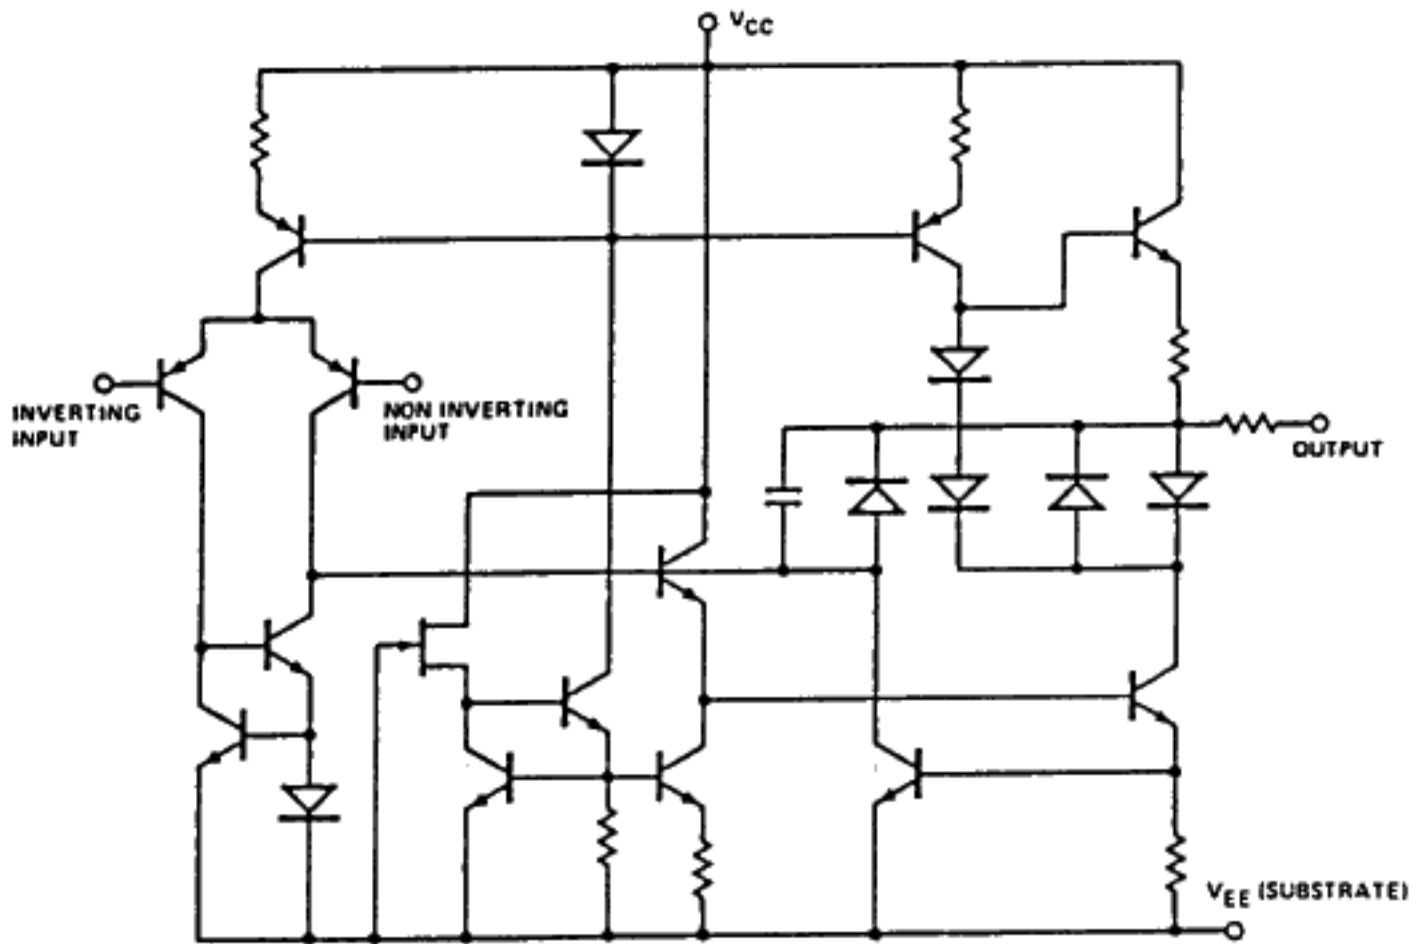 VCC
INVERTING
INPUT
NON INVERTING
INPUT
OUTPUT
VEE (SUBSTRATE)